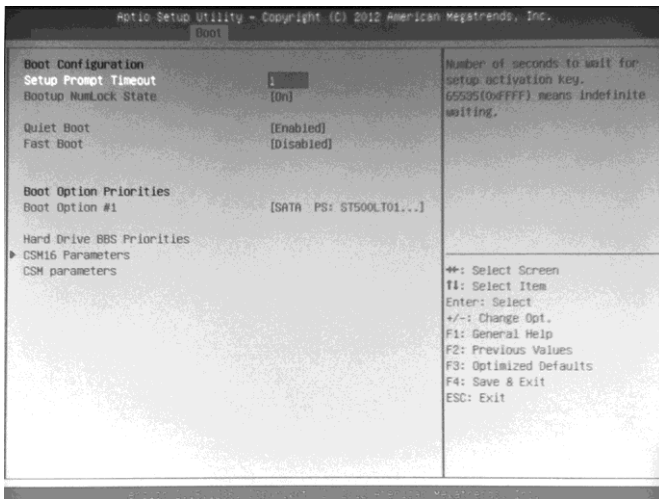 Aptio Setup Utility - Copyright (C) 2012 American Megatrends, Inc.
Boot
Boot Configuration
Setup Prompt Timeout 1
Bootup NumLock State [On]
Quiet Boot [Enabled]
Fast Boot [Disabled]
Boot Option Priorities
Boot Option #1 [SATA PS: ST500LT01...]
Hard Drive BBS Priorities
CSM16 Parameters
CSM parameters
Number of seconds to wait for
setup activation key.
65535(0xFFFF) means indefinite
waiting.
: Select Screen
↑↓: Select Item
Enter: Select
+/-: Change Opt.
F1: General Help
F2: Previous Values
F3: Optimized Defaults
F4: Save & Exit
ESC: Exit